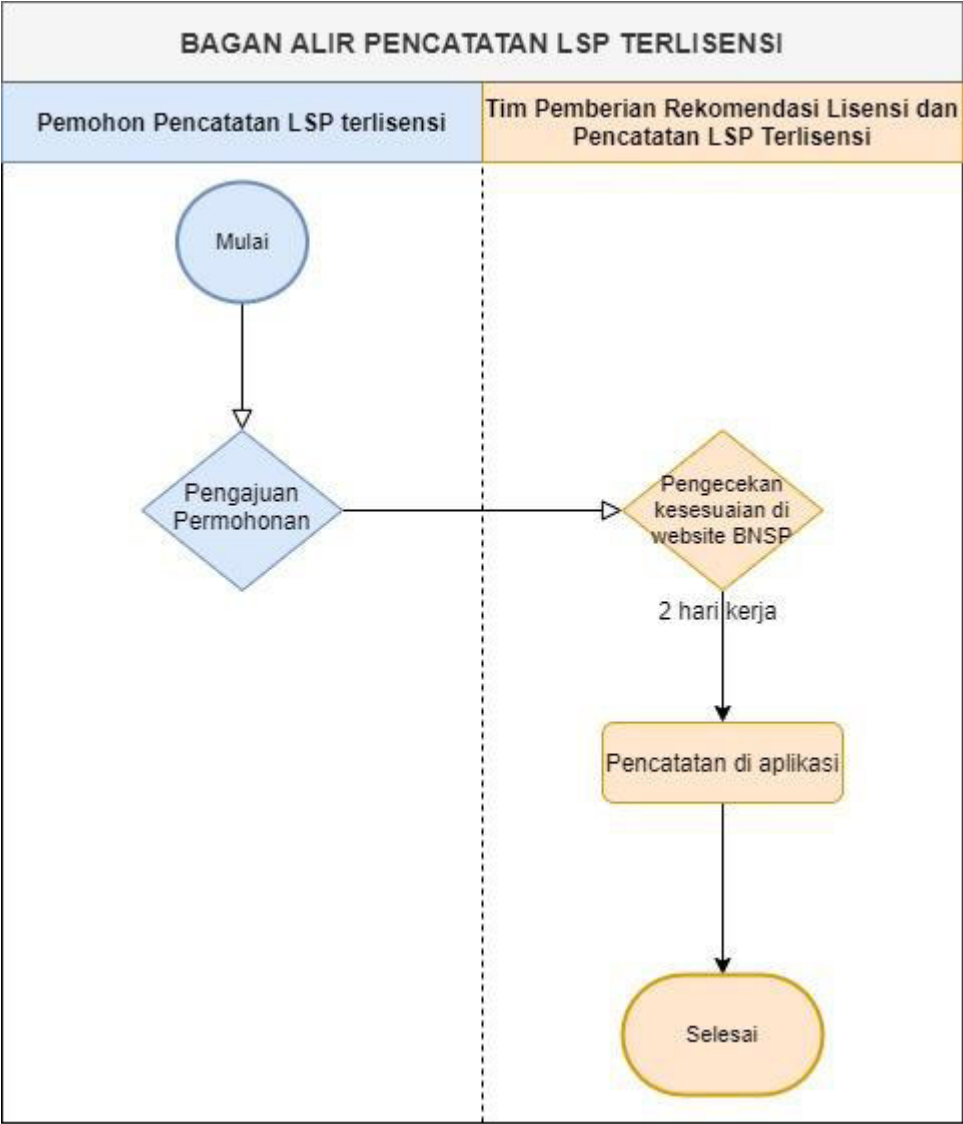 BAGAN ALIR PENCATATAN LSP TERLISENSI
Pemohon Pencatatan LSP terlisensi
Tim Pemberian Rekomendasi Lisensi dan
Pencatatan LSP Terlisensi
Mulai
Pengajuan
Permohonan
Pengecekan
kesesuaian di
website BNSP
2 hari kerja
Pencatatan di aplikasi
Selesai